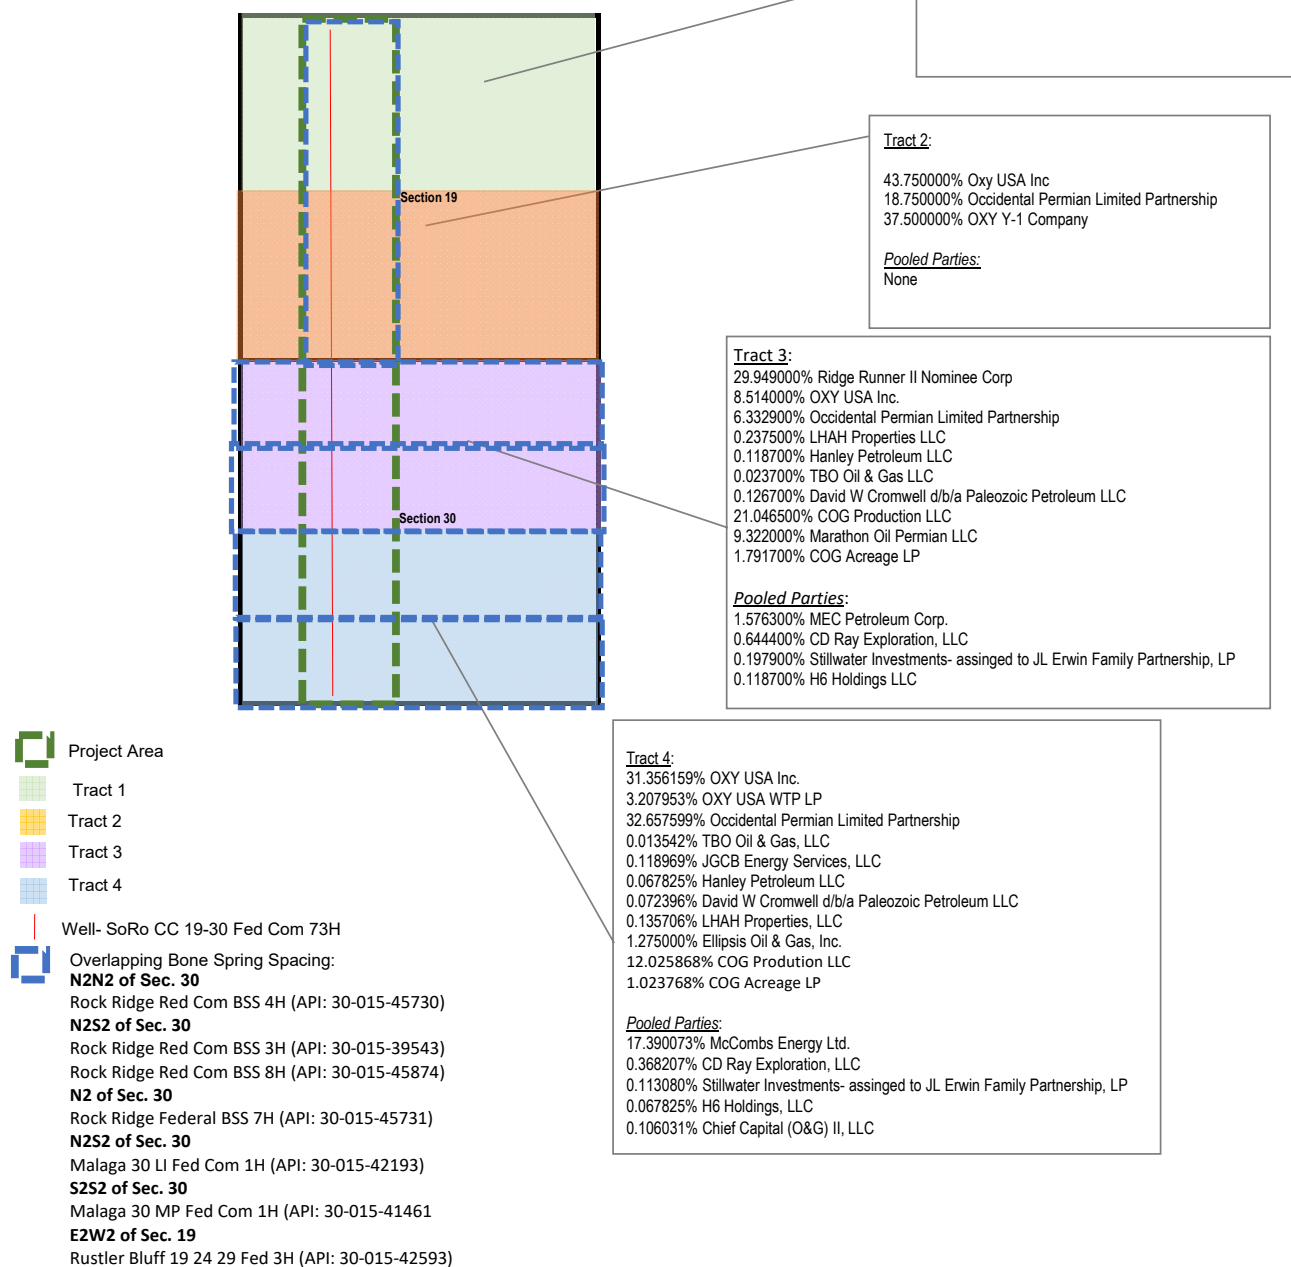 Section 19
Section 30
Tract 2:
43.750000% Oxy USA Inc
18.750000% Occidental Permian Limited Partnership
37.500000% OXY Y-1 Company
Pooled Parties:
None
Tract 3:
29.949000% Ridge Runner II Nominee Corp
8.514000% OXY USA Inc.
6.332900% Occidental Permian Limited Partnership
0.237500% LHAH Properties LLC
0.118700% Hanley Petroleum LLC
0.023700% TBO Oil & Gas LLC
0.126700% David W Cromwell d/b/a Paleozoic Petroleum LLC
21.046500% COG Production LLC
9.322000% Marathon Oil Permian LLC
1.791700% COG Acreage LP
Pooled Parties:
1.576300% MEC Petroleum Corp.
0.644400% CD Ray Exploration, LLC
0.197900% Stillwater Investments- assinged to JL Erwin Family Partnership, LP
0.118700% H6 Holdings LLC
Tract 4:
31.356159% OXY USA Inc.
3.207953% OXY USA WTP LP
32.657599% Occidental Permian Limited Partnership
0.013542% TBO Oil & Gas, LLC
0.118969% JGCB Energy Services, LLC
0.067825% Hanley Petroleum LLC
0.072396% David W Cromwell d/b/a Paleozoic Petroleum LLC
0.135706% LHAH Properties, LLC
1.275000% Ellipsis Oil & Gas, Inc.
12.025868% COG Prodution LLC
1.023768% COG Acreage LP
Pooled Parties:
17.390073% McCombs Energy Ltd.
0.368207% CD Ray Exploration, LLC
0.113080% Stillwater Investments- assinged to JL Erwin Family Partnership, LP
0.067825% H6 Holdings, LLC
0.106031% Chief Capital (O&G) II, LLC
Project Area
Tract 1
Tract 2
Tract 3
Tract 4
Well- SoRo CC 19-30 Fed Com 73H
Overlapping Bone Spring Spacing:
N2N2 of Sec. 30
Rock Ridge Red Com BSS 4H (API: 30-015-45730)
N2S2 of Sec. 30
Rock Ridge Red Com BSS 3H (API: 30-015-39543)
Rock Ridge Red Com BSS 8H (API: 30-015-45874)
N2 of Sec. 30
Rock Ridge Federal BSS 7H (API: 30-015-45731)
N2S2 of Sec. 30
Malaga 30 LI Fed Com 1H (API: 30-015-42193)
S2S2 of Sec. 30
Malaga 30 MP Fed Com 1H (API: 30-015-41461
E2W2 of Sec. 19
Rustler Bluff 19 24 29 Fed 3H (API: 30-015-42593)